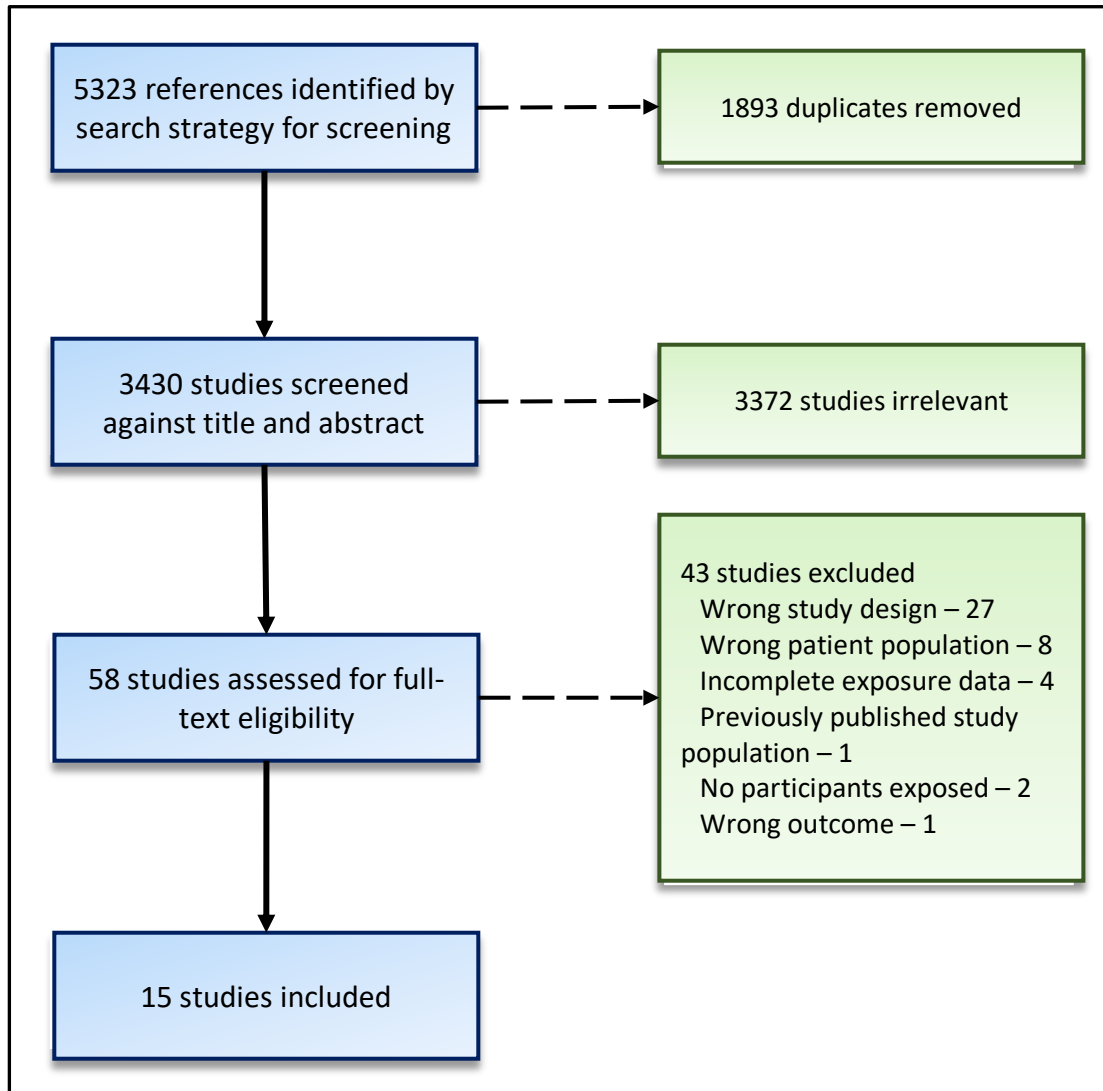 5323 references identified by
search strategy for screening
1893 duplicates removed
3430 studies screened
against title and abstract
3372 studies irrelevant
58 studies assessed for full-
text eligibility
43 studies excluded
Wrong study design – 27
Wrong patient population – 8
Incomplete exposure data – 4
Previously published study
population – 1
No participants exposed – 2
Wrong outcome – 1
15 studies included